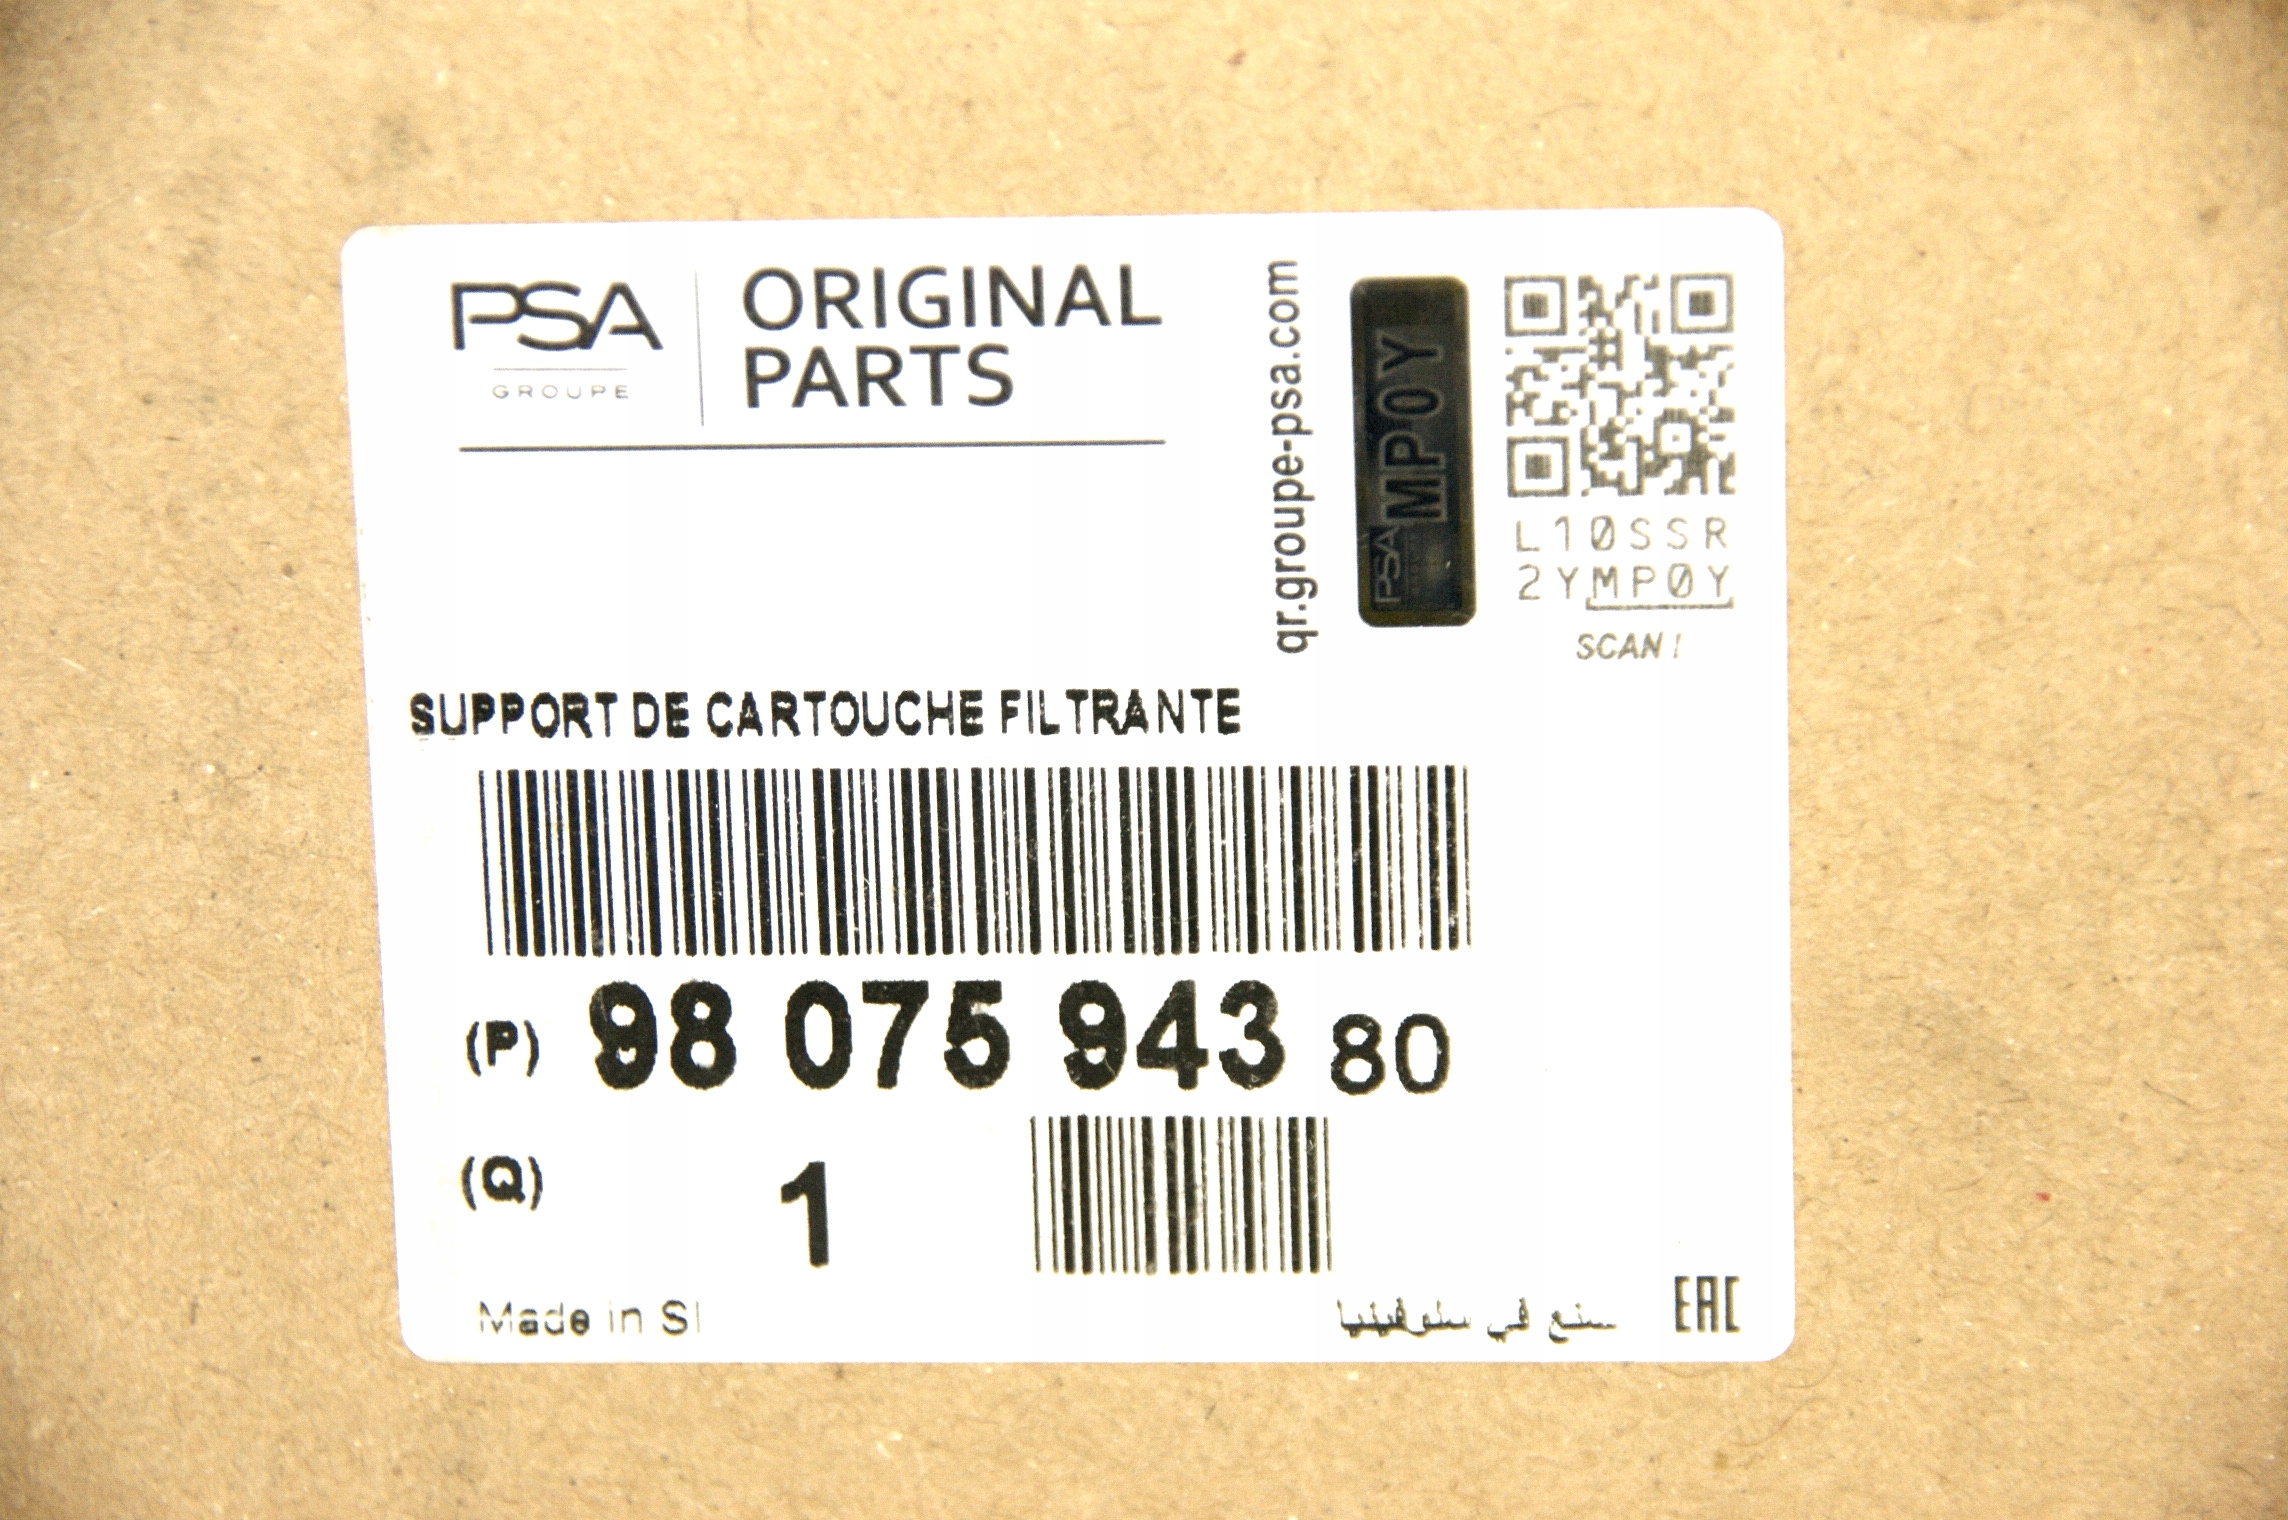 PSA
GROUPE
ORIGINAL
PARTS
qr.groupe-psa.com
PSA MP0Y
L10SSR
2YMP0Y
SCAN !
SUPPORT DE CARTOUCHE FILTRANTE
(P) 98 075 943 80
(Q) 1
Made in SI
صنع في سلوفينيا
EAC